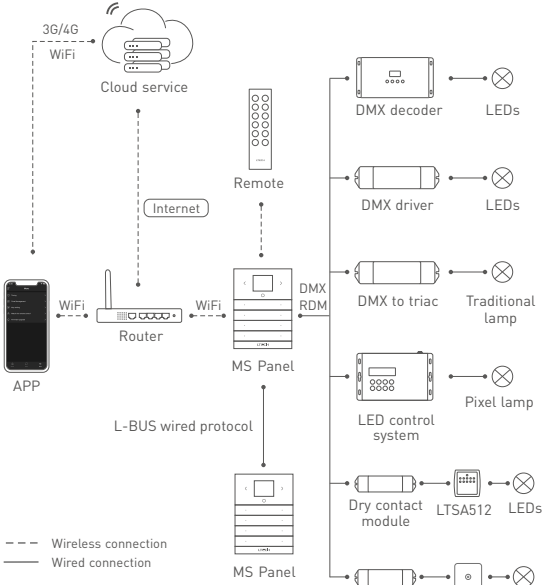 3G/4G
WiFi
Cloud service
DMX decoder
LEDs
Remote
Internet
DMX driver
LEDs
WiFi
WiFi
DMX
RDM
Router
DMX to triac
Traditional
lamp
APP
MS Panel
LED control
system
Pixel lamp
L-BUS wired protocol
Dry contact
module
LTSA512
LEDs
MS Panel
Wireless connection
Wired connection